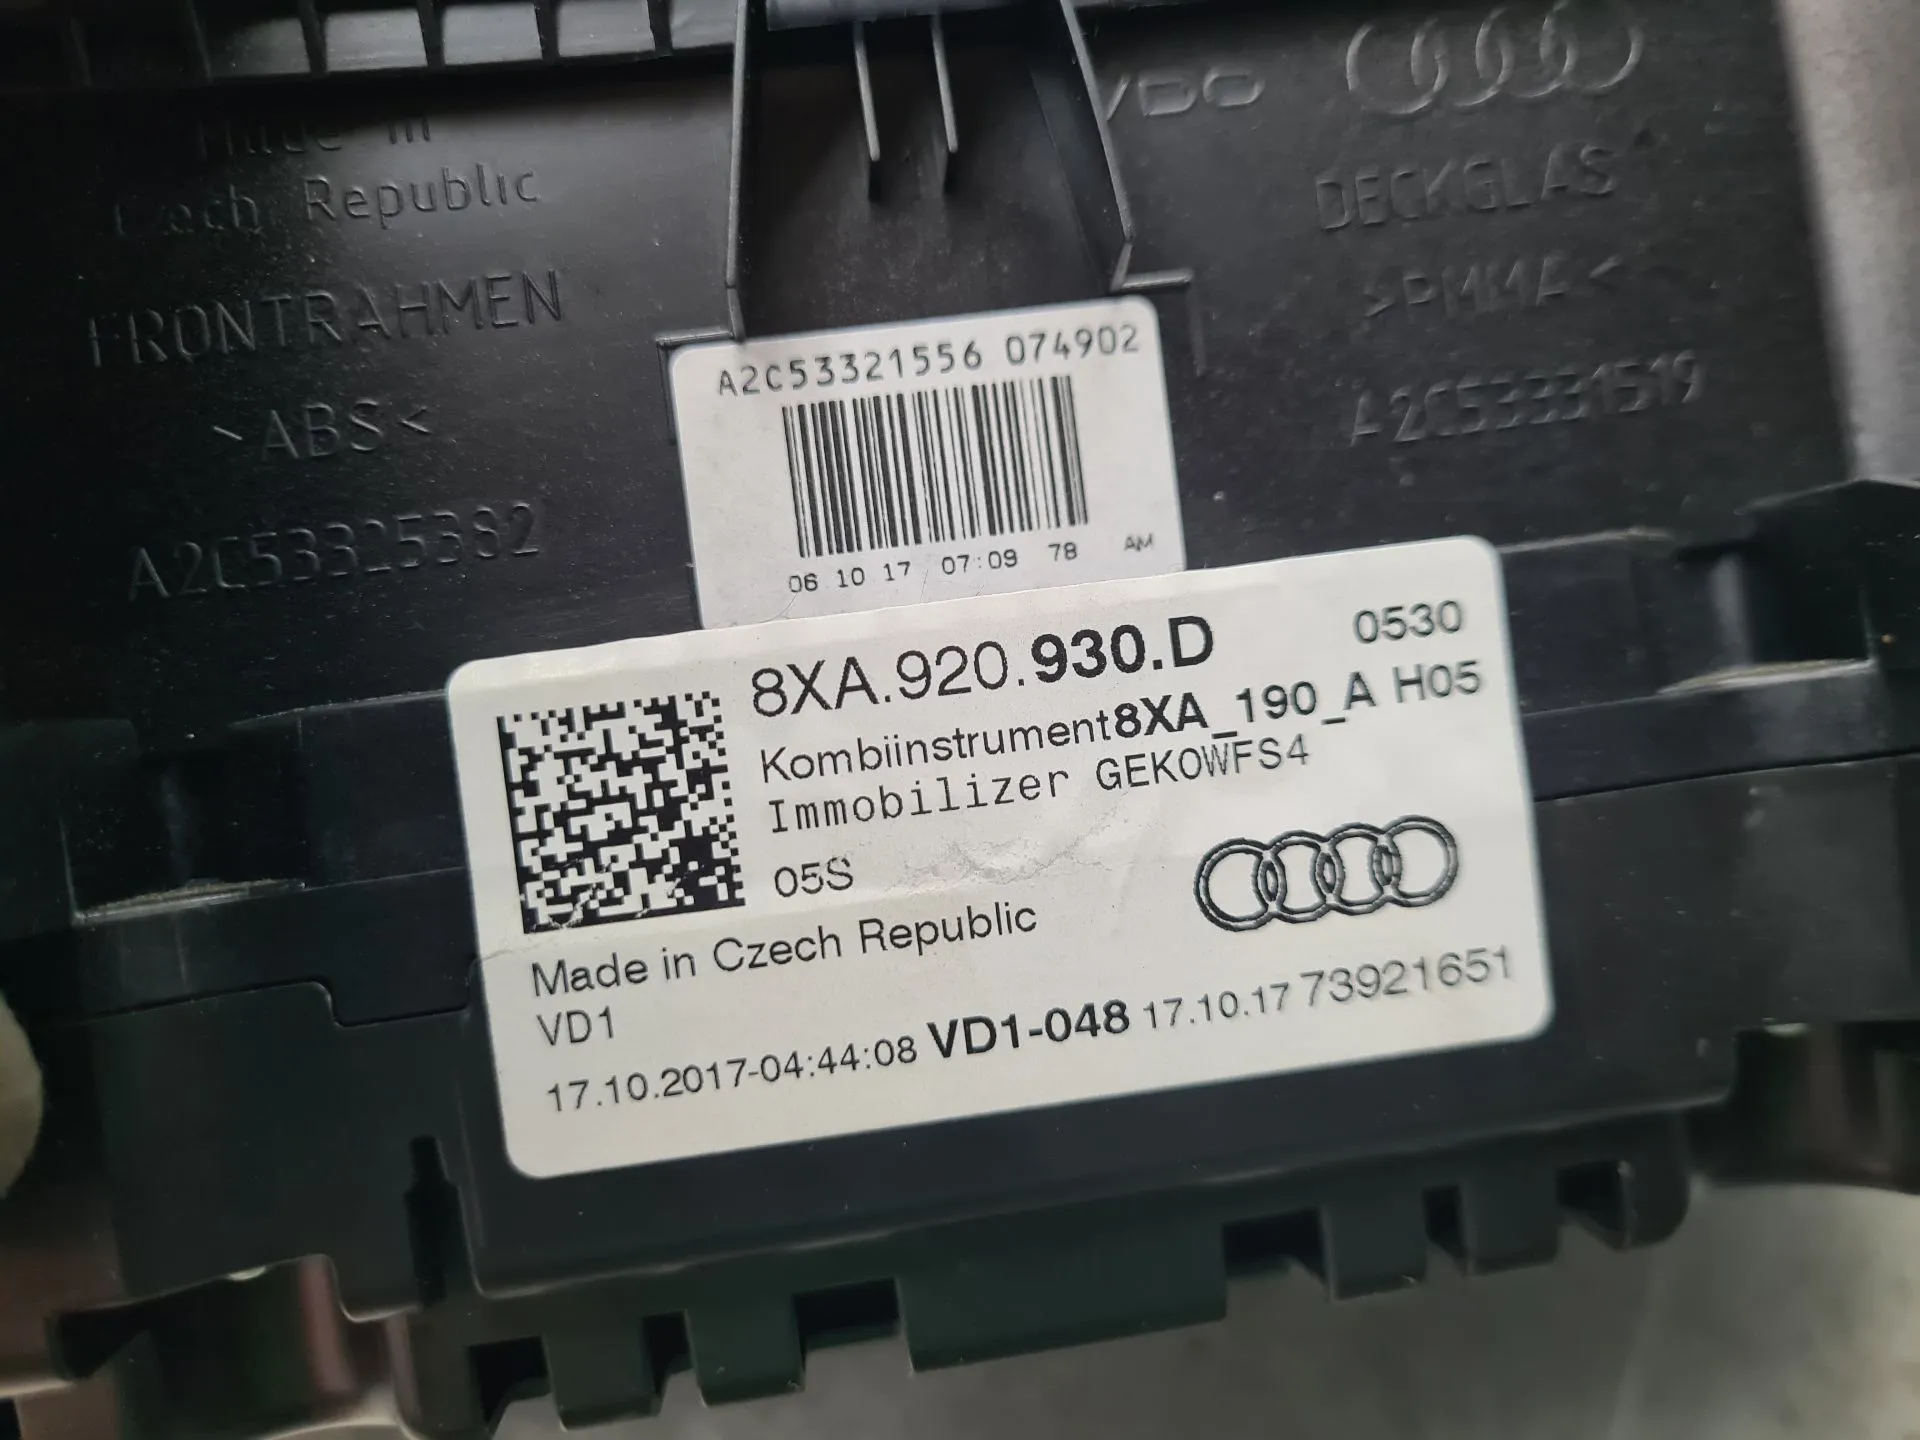 Made in
Czech Republic
FRONTRAHMEN
>ABS<
A2C53325382
VDO
DECKGLAS
>PMMA<
A2C53331519
A2C53321556 074902
06 10 17 07:09 78 AM
8XA.920.930.D 0530
Kombiinstrument8XA_190_A H05
Immobilizer GEKOWFS4
05S
Made in Czech Republic
VD1
17.10.2017-04:44:08 VD1-048 17.10.17 73921651